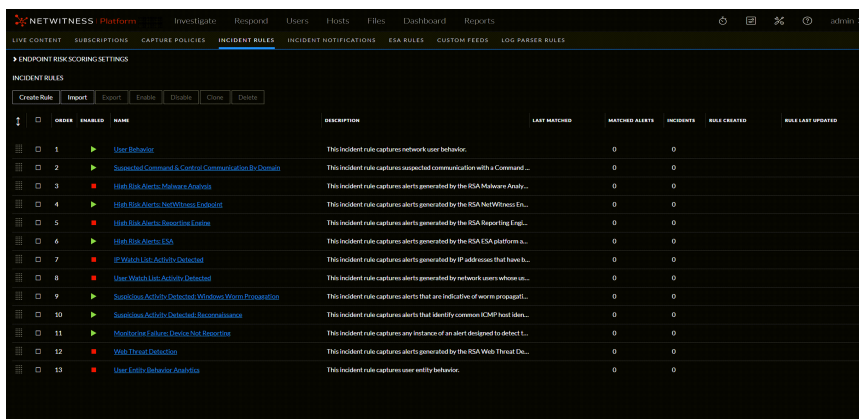 NETWITNESS Platform Investigate Respond Users Hosts Files Dashboard Reports admin
LIVE CONTENT SUBSCRIPTIONS CAPTURE POLICIES INCIDENT RULES INCIDENT NOTIFICATIONS ESA RULES CUSTOM FEEDS LOG PARSER RULES
ENDPOINT RISK SCORING SETTINGS
INCIDENT RULES
Create Rule Import Export Enable Disable Clone Delete
ORDER ENABLED NAME DESCRIPTION LAST MATCHED MATCHED ALERTS INCIDENTS RULE CREATED RULE LAST UPDATED
1 User Behavior This incident rule captures network user behavior. 0 0
2 Suspected Command & Control Communication By Domain This incident rule captures suspected communication with a Command ... 0 0
3 High Risk Alerts: Malware Analysis This incident rule captures alerts generated by the RSA Malware Analy... 0 0
4 High Risk Alerts: NetWitness Endpoint This incident rule captures alerts generated by the RSA NetWitness En... 0 0
5 High Risk Alerts: Reporting Engine This incident rule captures alerts generated by the RSA Reporting Engi... 0 0
6 High Risk Alerts: ESA This incident rule captures alerts generated by the RSA ESA platform a... 0 0
7 IP Watch List: Activity Detected This incident rule captures alerts generated by IP addresses that have b... 0 0
8 User Watch List: Activity Detected This incident rule captures alerts generated by network users whose us... 0 0
9 Suspicious Activity Detected: Windows Worm Propagation This incident rule captures alerts that are indicative of worm propagati... 0 0
10 Suspicious Activity Detected: Reconnaissance This incident rule captures alerts that identify common ICMP host iden... 0 0
11 Monitoring Failure: Device Not Reporting This incident rule captures any instance of an alert designed to detect t... 0 0
12 Web Threat Detection This incident rule captures alerts generated by the RSA Web Threat De... 0 0
13 User Entity Behavior Analytics This incident rule captures user entity behavior. 0 0